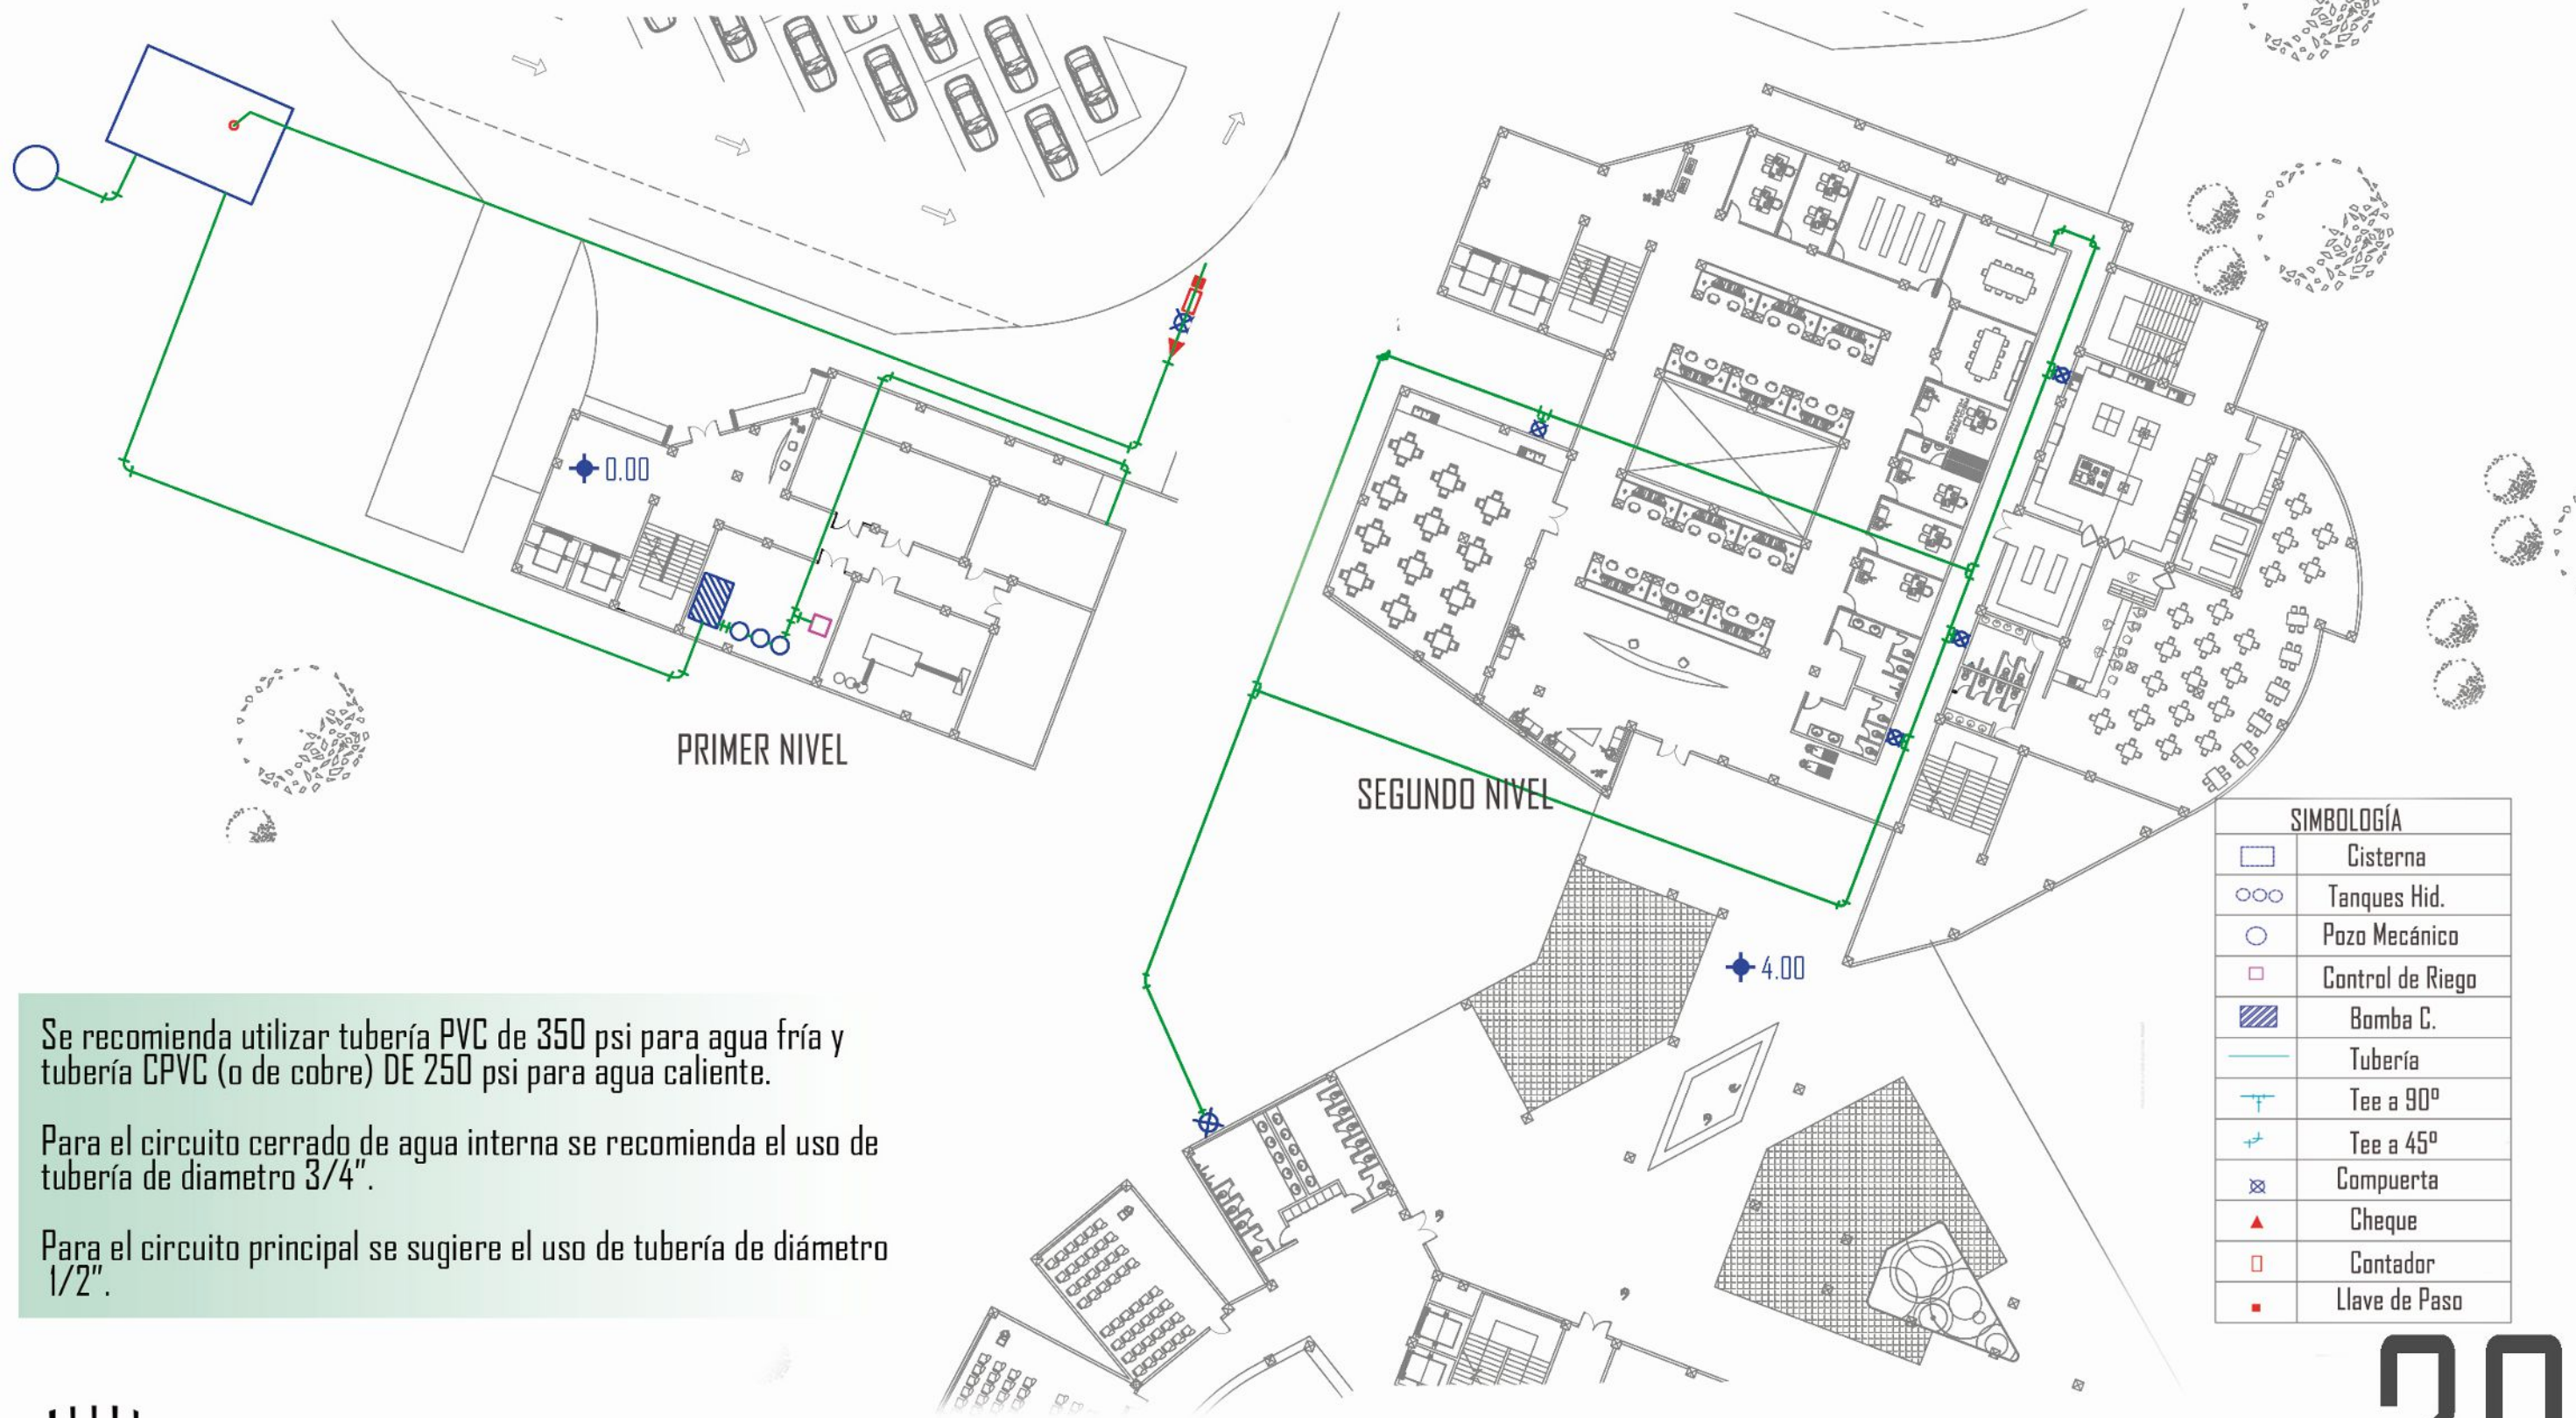 0.00
PRIMER NIVEL
SEGUNDO NIVEL
4.00
SIMBOLOGÍA
Cisterna
Tanques Hid.
Pozo Mecánico
Control de Riego
Bomba C.
Tubería
Tee a 90º
Tee a 45º
Compuerta
Cheque
Contador
Llave de Paso
Se recomienda utilizar tubería PVC de 350 psi para agua fría y
tubería CPVC (o de cobre) DE 250 psi para agua caliente.
Para el circuito cerrado de agua interna se recomienda el uso de
tubería de diametro 3/4".
Para el circuito principal se sugiere el uso de tubería de diámetro
1/2".